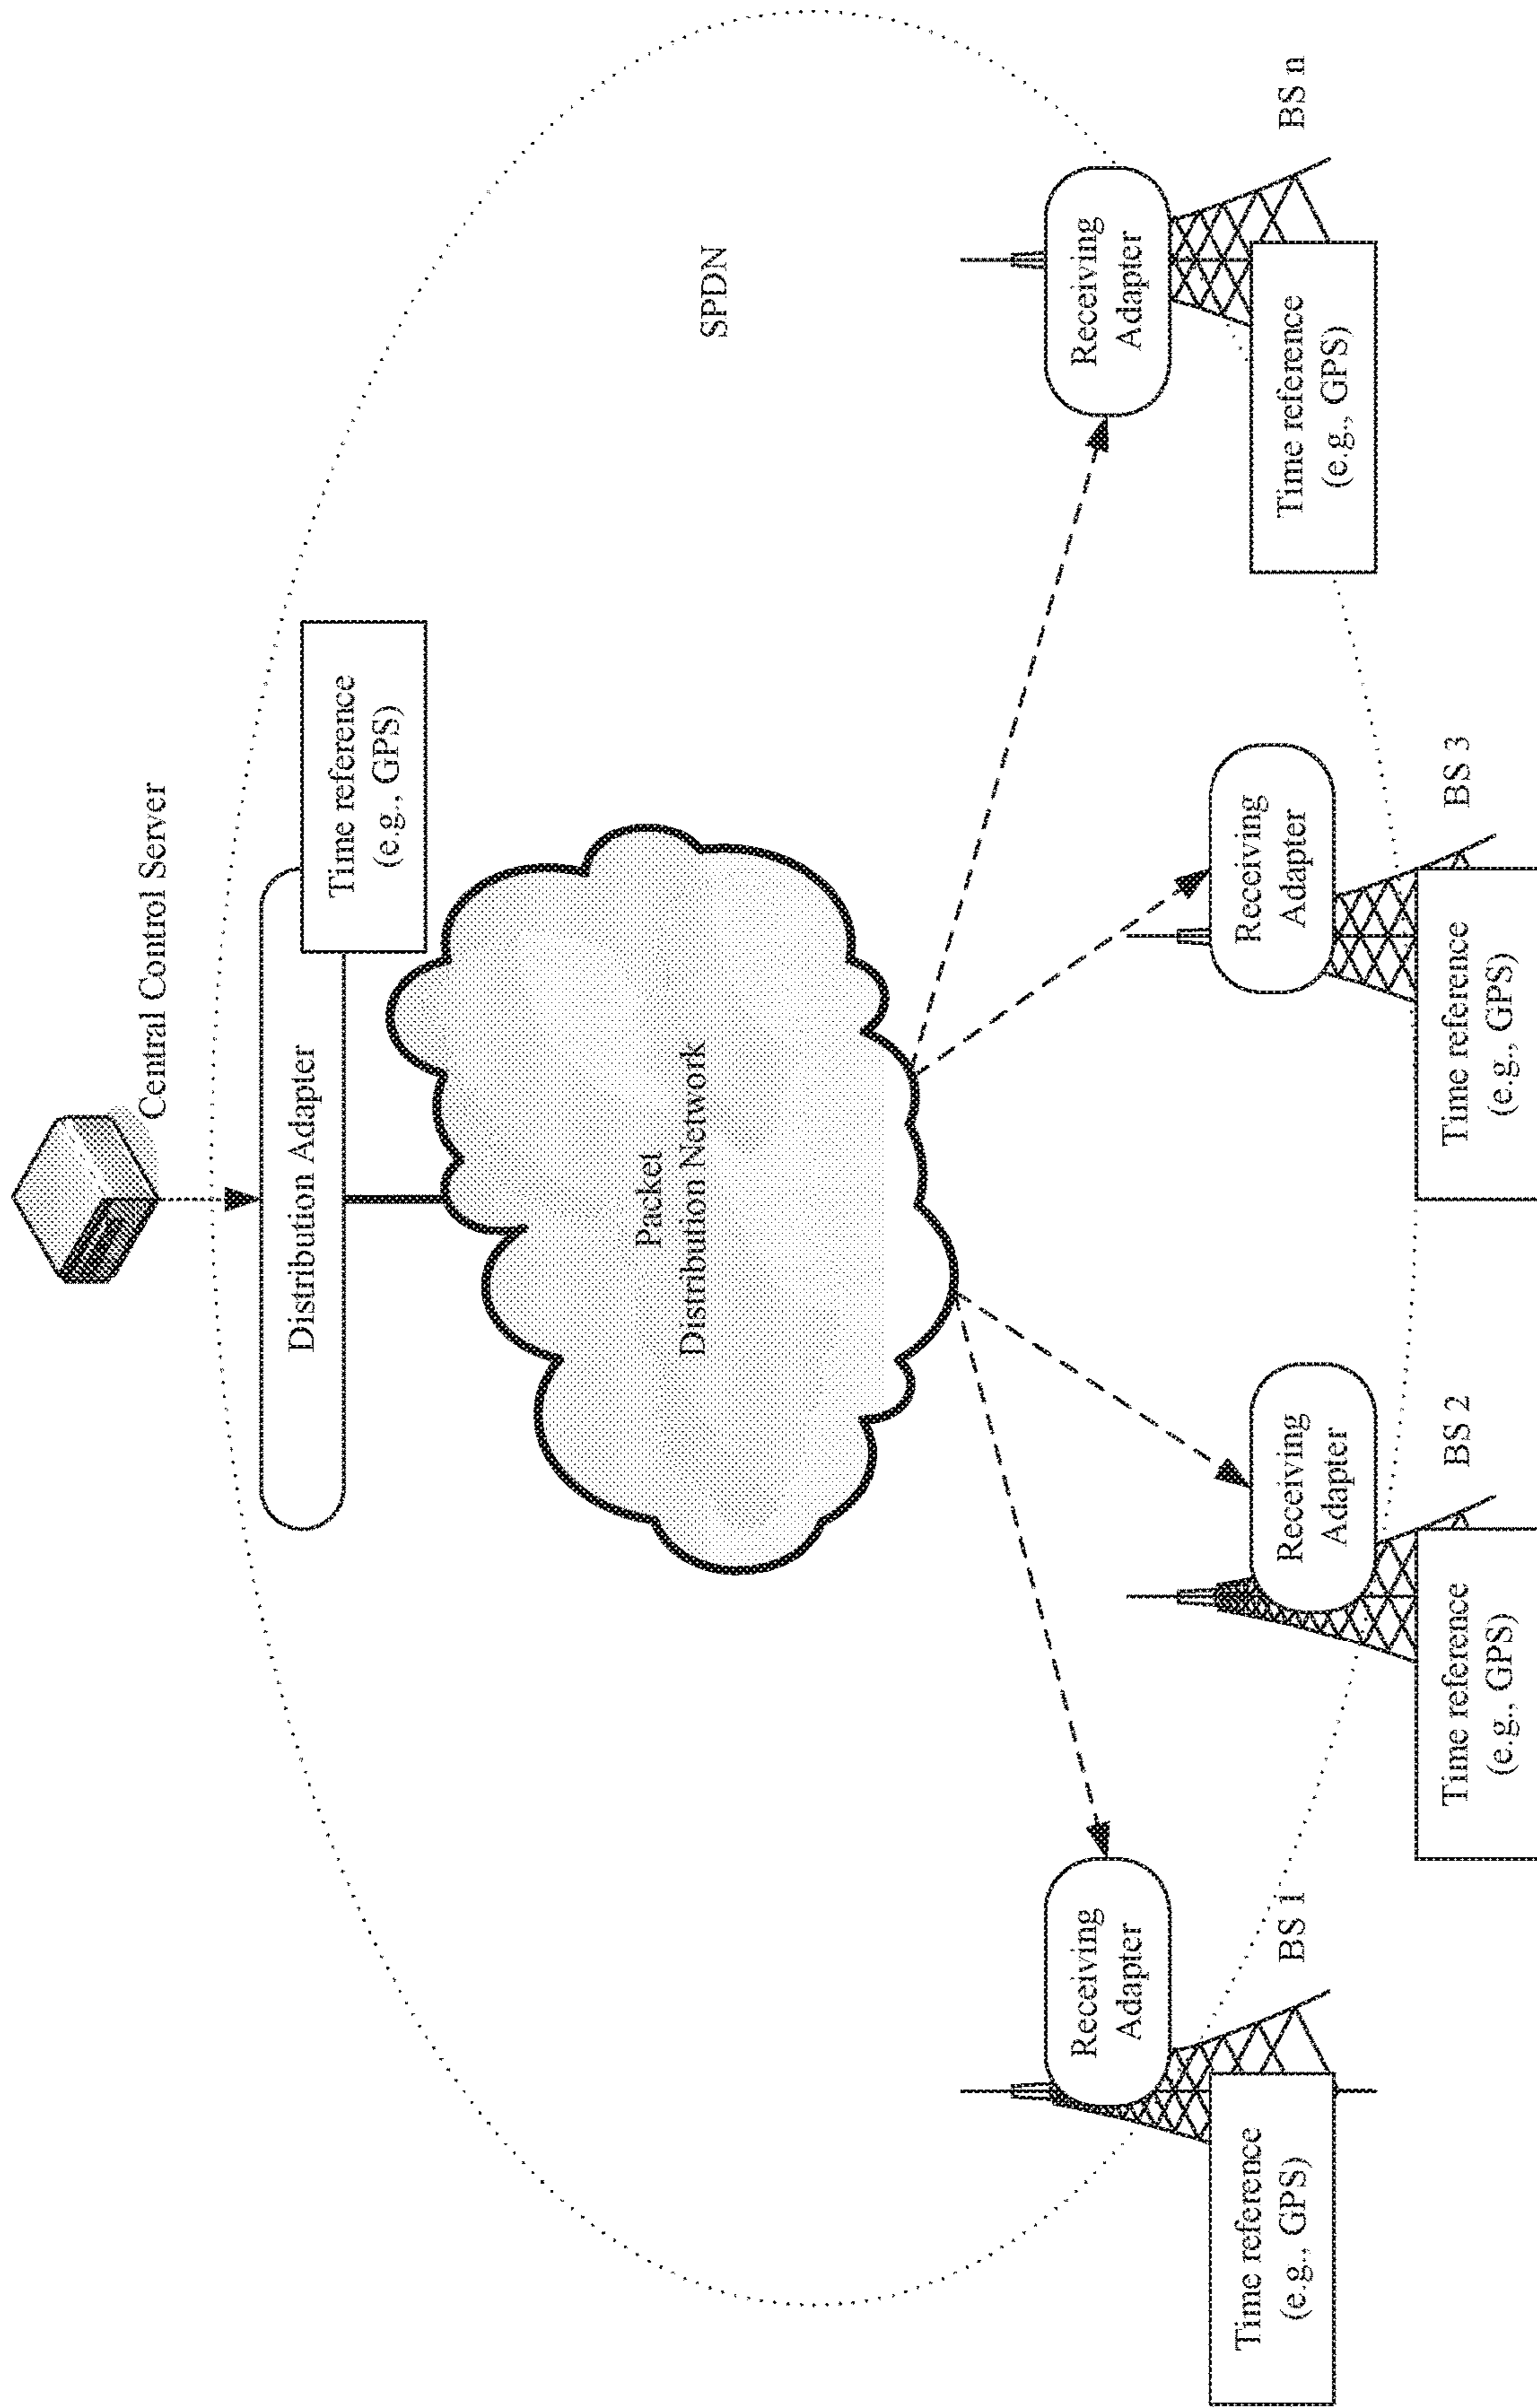 Central Control Server
Distribution Adapter
Time reference
(e.g., GPS)
Packet
Distribution Network
SPDN
Receiving
Adapter
BS 1
Time reference
(e.g., GPS)
Receiving
Adapter
BS 2
Time reference
(e.g., GPS)
Receiving
Adapter
BS 3
Time reference
(e.g., GPS)
Receiving
Adapter
BS n
Time reference
(e.g., GPS)